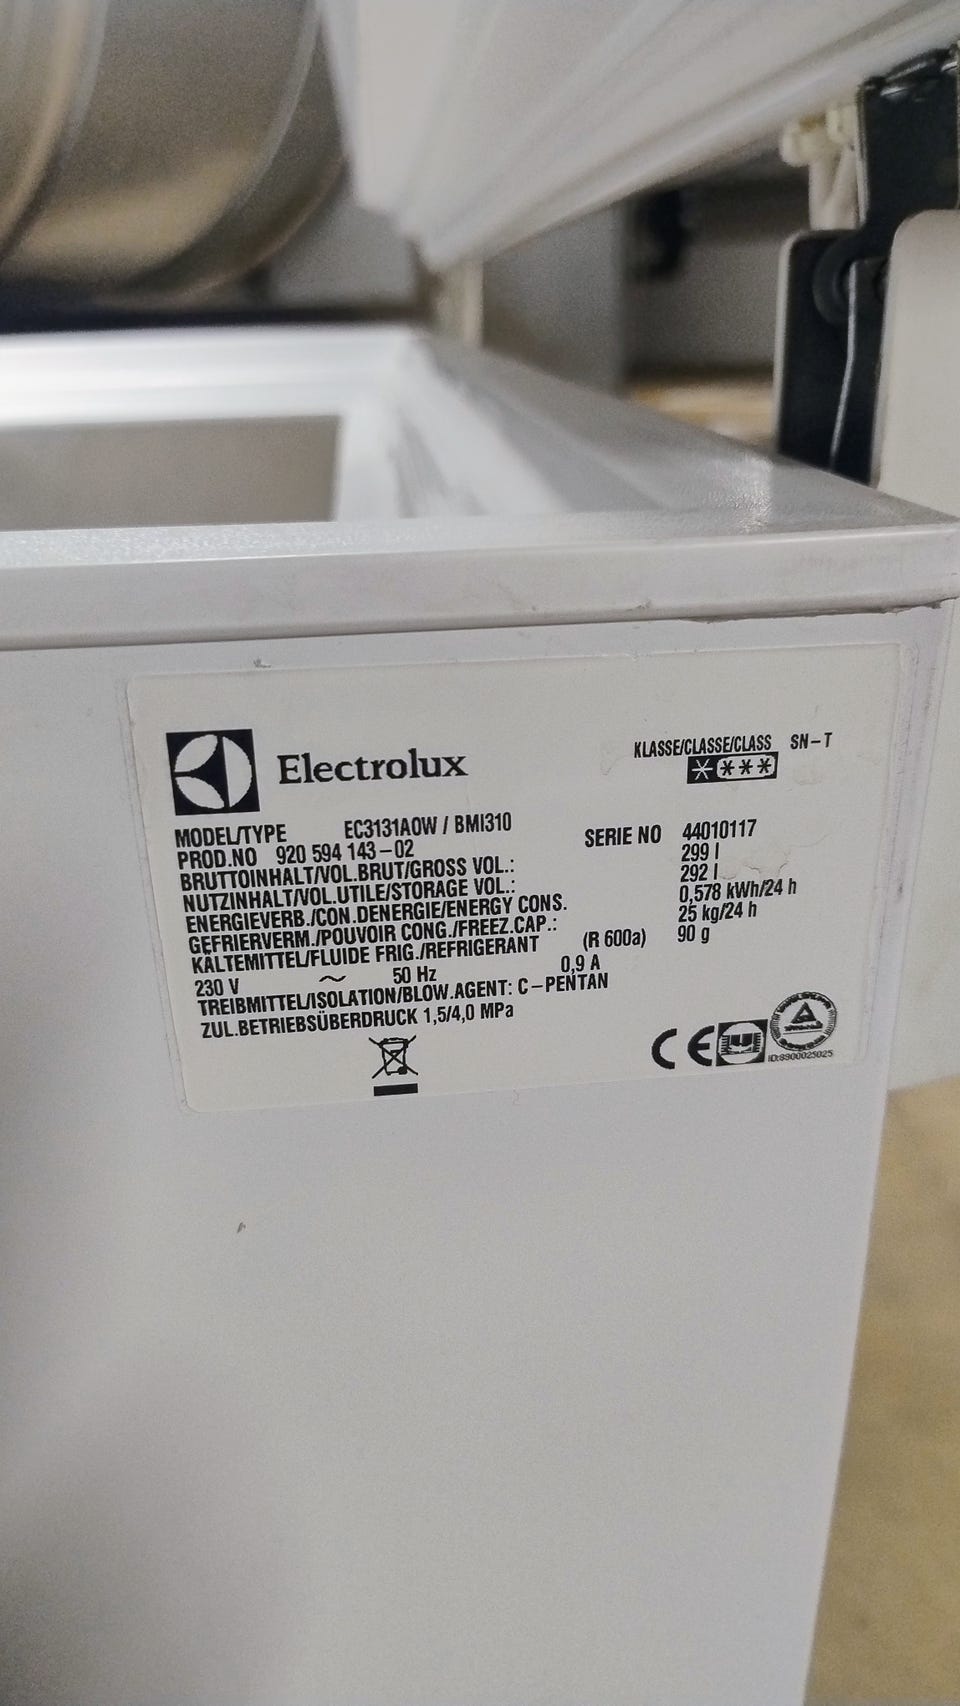 Electrolux
KLASSE/CLASSE/CLASS SN-T
MODEL/TYPE EC3131AOW / BMI310
PROD.NO 920 594 143-02
SERIE NO 44010117
BRUTTOINHALT/VOL.BRUT/GROSS VOL.: 299 l
NUTZINHALT/VOL.UTILE/STORAGE VOL.: 292 l
ENERGIEVERB./CON.DENERGIE/ENERGY CONS. 0,578 kWh/24 h
GEFRIERVERM./POUVOIR CONG./FREEZ.CAP.: 25 kg/24 h
KÄLTEMITTEL/FLUIDE FRIG./REFRIGERANT (R 600a) 90 g
230 V ~ 50 Hz 0,9 A
TREIBMITTEL/ISOLATION/BLOW.AGENT: C-PENTAN
ZUL.BETRIEBSÜBERDRUCK 1,5/4,0 MPa
CE
ID:8900025025